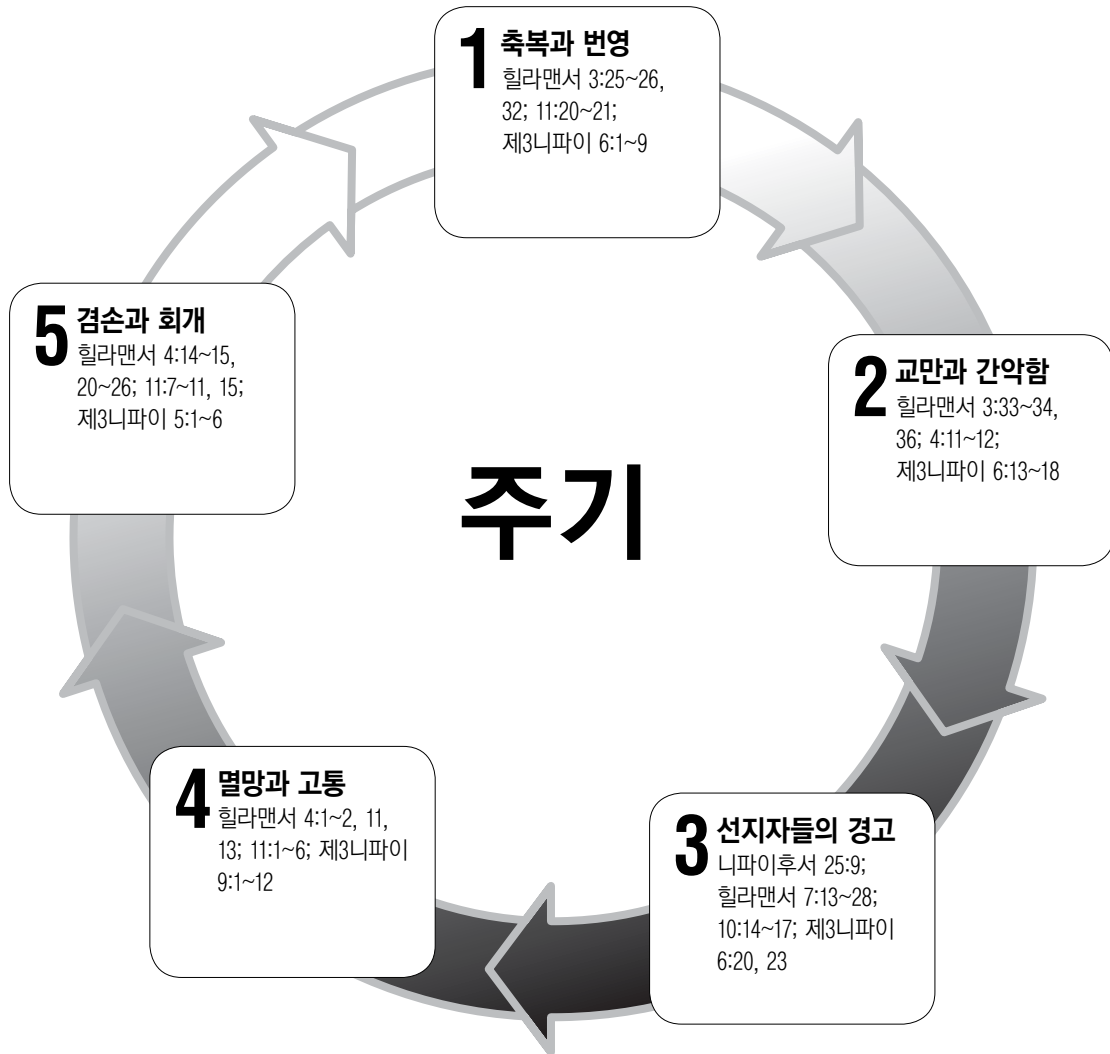 1 축복과 번영
힐라맨서 3:25~26,
32; 11:20~21;
제3니파이 6:1~9
2 교만과 간악함
힐라맨서 3:33~34,
36; 4:11~12;
제3니파이 6:13~18
3 선지자들의 경고
니파이후서 25:9;
힐라맨서 7:13~28;
10:14~17; 제3니파이
6:20, 23
4 멸망과 고통
힐라맨서 4:1~2, 11,
13; 11:1~6; 제3니파이
9:1~12
5 겸손과 회개
힐라맨서 4:14~15,
20~26; 11:7~11, 15;
제3니파이 5:1~6
주기